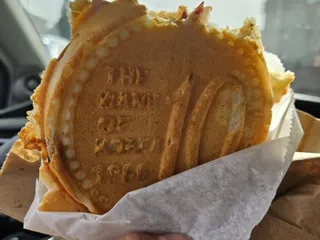 THE
BANK
OF
KOREA
1966
10